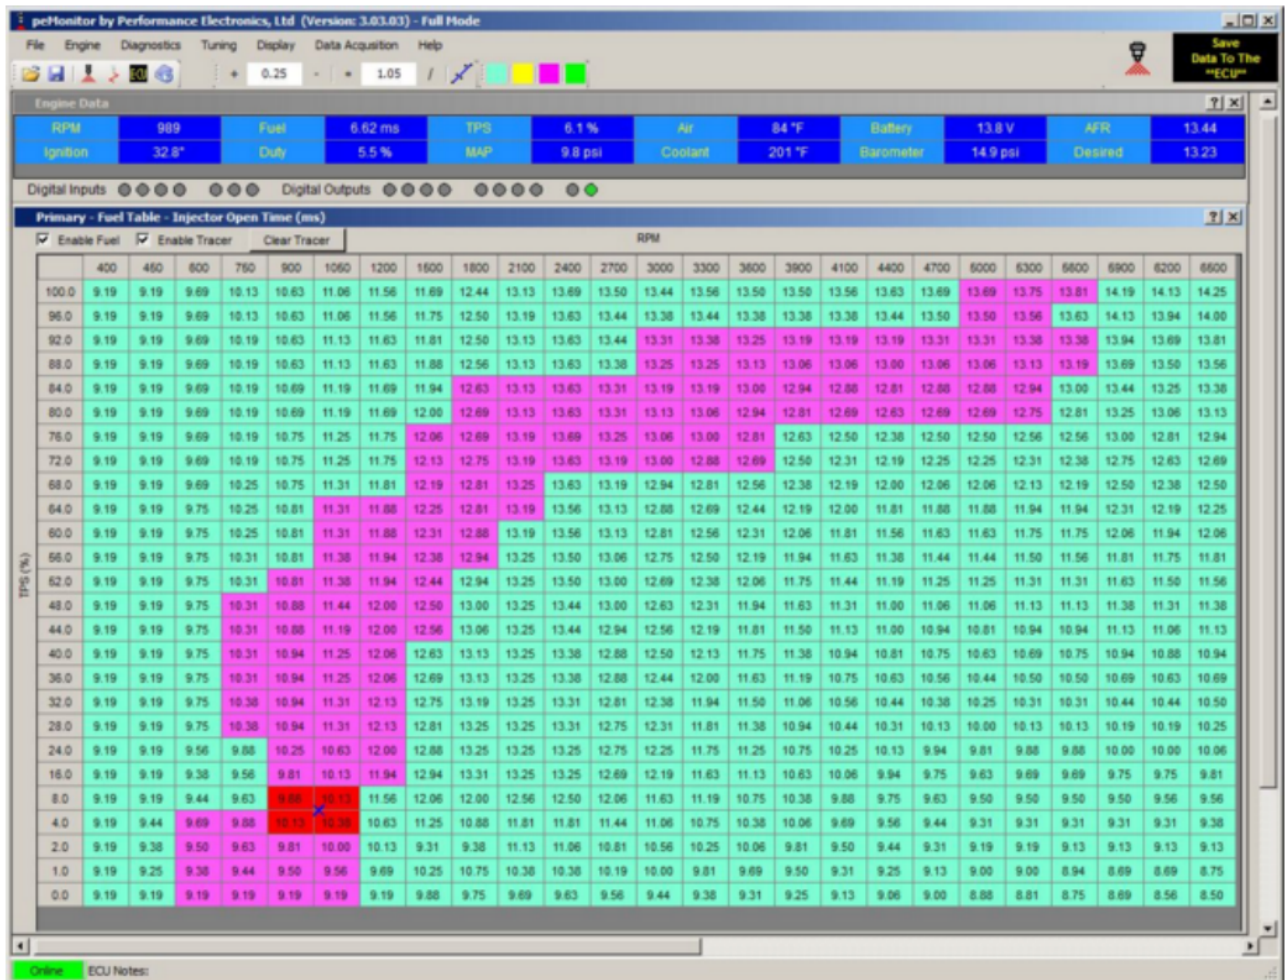 peMonitor by Performance Electronics, Ltd (Version: 3.03.03) - Full Mode
File Engine Diagnostics Tuning Display Data Acqusition Help
Save
Data To The
**ECU**
+ 0.25 - * 1.05 /
Engine Data
RPM 989 Fuel 6.62 ms TPS 6.1 % Air 84 °F Battery 13.8 V AFR 13.44
Ignition 32.8° Duty 5.5 % MAP 9.8 psi Coolant 201 °F Barometer 14.9 psi Desired 13.23
Digital Inputs Digital Outputs
Primary - Fuel Table - Injector Open Time (ms)
Enable Fuel Enable Tracer Clear Tracer RPM
400 450 600 750 900 1050 1200 1500 1800 2100 2400 2700 3000 3300 3600 3900 4100 4400 4700 5000 5300 5600 5900 6200 6500
100.0 9.19 9.19 9.69 10.13 10.63 11.06 11.56 11.69 12.44 13.13 13.69 13.50 13.44 13.56 13.50 13.50 13.56 13.63 13.69 13.69 13.75 13.81 14.19 14.13 14.25
96.0 9.19 9.19 9.69 10.13 10.63 11.06 11.56 11.75 12.50 13.19 13.63 13.44 13.38 13.44 13.38 13.38 13.38 13.44 13.50 13.50 13.56 13.63 14.13 13.94 14.00
92.0 9.19 9.19 9.69 10.19 10.63 11.13 11.63 11.81 12.50 13.13 13.63 13.44 13.31 13.38 13.25 13.19 13.19 13.19 13.31 13.31 13.38 13.38 13.94 13.69 13.81
88.0 9.19 9.19 9.69 10.19 10.63 11.13 11.63 11.88 12.56 13.13 13.63 13.38 13.25 13.25 13.13 13.06 13.06 13.00 13.06 13.06 13.13 13.19 13.69 13.50 13.56
84.0 9.19 9.19 9.69 10.19 10.69 11.19 11.69 11.94 12.63 13.13 13.63 13.31 13.19 13.19 13.00 12.94 12.88 12.81 12.88 12.88 12.94 13.00 13.44 13.25 13.38
80.0 9.19 9.19 9.69 10.19 10.69 11.19 11.69 12.00 12.69 13.13 13.63 13.31 13.13 13.06 12.94 12.81 12.69 12.63 12.69 12.69 12.75 12.81 13.25 13.06 13.13
76.0 9.19 9.19 9.69 10.19 10.75 11.25 11.75 12.06 12.69 13.19 13.69 13.25 13.06 13.00 12.81 12.63 12.50 12.38 12.50 12.50 12.56 12.56 13.00 12.81 12.94
72.0 9.19 9.19 9.69 10.19 10.75 11.25 11.75 12.13 12.75 13.19 13.63 13.19 13.00 12.88 12.69 12.50 12.31 12.19 12.25 12.25 12.31 12.38 12.75 12.63 12.69
68.0 9.19 9.19 9.69 10.25 10.75 11.31 11.81 12.19 12.81 13.25 13.63 13.19 12.94 12.81 12.56 12.38 12.19 12.00 12.06 12.06 12.13 12.19 12.50 12.38 12.50
64.0 9.19 9.19 9.75 10.25 10.81 11.31 11.88 12.25 12.81 13.19 13.56 13.13 12.88 12.69 12.44 12.19 12.00 11.81 11.88 11.88 11.94 11.94 12.31 12.19 12.25
60.0 9.19 9.19 9.75 10.25 10.81 11.31 11.88 12.31 12.88 13.19 13.56 13.13 12.81 12.56 12.31 12.06 11.81 11.56 11.63 11.63 11.75 11.75 12.06 11.94 12.06
56.0 9.19 9.19 9.75 10.31 10.81 11.38 11.94 12.38 12.94 13.25 13.50 13.06 12.75 12.50 12.19 11.94 11.63 11.38 11.44 11.44 11.50 11.56 11.81 11.75 11.81
TPS (%)
52.0 9.19 9.19 9.75 10.31 10.81 11.38 11.94 12.44 12.94 13.25 13.50 13.00 12.69 12.38 12.06 11.75 11.44 11.19 11.25 11.25 11.31 11.31 11.63 11.50 11.56
48.0 9.19 9.19 9.75 10.31 10.88 11.44 12.00 12.50 13.00 13.25 13.44 13.00 12.63 12.31 11.94 11.63 11.31 11.00 11.06 11.06 11.13 11.13 11.38 11.31 11.38
44.0 9.19 9.19 9.75 10.31 10.88 11.19 12.00 12.56 13.06 13.25 13.44 12.94 12.56 12.19 11.81 11.50 11.13 11.00 10.94 10.81 10.94 10.94 11.13 11.06 11.13
40.0 9.19 9.19 9.75 10.31 10.94 11.25 12.06 12.63 13.13 13.25 13.38 12.88 12.50 12.13 11.75 11.38 10.94 10.81 10.75 10.63 10.69 10.75 10.94 10.88 10.94
36.0 9.19 9.19 9.75 10.31 10.94 11.25 12.06 12.69 13.13 13.25 13.38 12.88 12.44 12.00 11.63 11.19 10.75 10.63 10.56 10.44 10.50 10.50 10.69 10.63 10.69
32.0 9.19 9.19 9.75 10.38 10.94 11.31 12.13 12.75 13.19 13.25 13.31 12.81 12.38 11.94 11.50 11.06 10.56 10.44 10.38 10.25 10.31 10.31 10.44 10.44 10.50
28.0 9.19 9.19 9.75 10.38 10.94 11.31 12.13 12.81 13.25 13.25 13.31 12.75 12.31 11.81 11.38 10.94 10.44 10.31 10.13 10.00 10.13 10.13 10.19 10.19 10.25
24.0 9.19 9.19 9.56 9.88 10.25 10.63 12.00 12.88 13.25 13.25 13.25 12.75 12.25 11.75 11.25 10.75 10.25 10.13 9.94 9.81 9.88 9.88 10.00 10.00 10.06
16.0 9.19 9.19 9.38 9.56 9.81 10.13 11.94 12.94 13.31 13.25 13.25 12.69 12.19 11.63 11.13 10.63 10.06 9.94 9.75 9.63 9.69 9.69 9.75 9.75 9.81
8.0 9.19 9.19 9.44 9.63 9.88 10.13 11.56 12.06 12.00 12.56 12.50 12.06 11.63 11.19 10.75 10.38 9.88 9.75 9.63 9.50 9.50 9.50 9.50 9.56 9.56
4.0 9.19 9.44 9.69 9.88 10.13 10.38 10.63 11.25 10.88 11.81 11.81 11.44 11.06 10.75 10.38 10.06 9.69 9.56 9.44 9.31 9.31 9.31 9.31 9.31 9.38
2.0 9.19 9.38 9.50 9.63 9.81 10.00 10.13 9.31 9.38 11.13 11.06 10.81 10.56 10.25 10.06 9.81 9.50 9.44 9.31 9.19 9.19 9.13 9.13 9.13 9.13
1.0 9.19 9.25 9.38 9.44 9.50 9.56 9.69 10.25 10.75 10.38 10.38 10.19 10.00 9.81 9.69 9.50 9.31 9.25 9.13 9.00 9.00 8.94 8.69 8.69 8.75
0.0 9.19 9.19 9.19 9.19 9.19 9.19 9.19 9.88 9.75 9.69 9.63 9.56 9.44 9.38 9.31 9.25 9.13 9.06 9.00 8.88 8.81 8.75 8.69 8.56 8.50
Online ECU Notes: